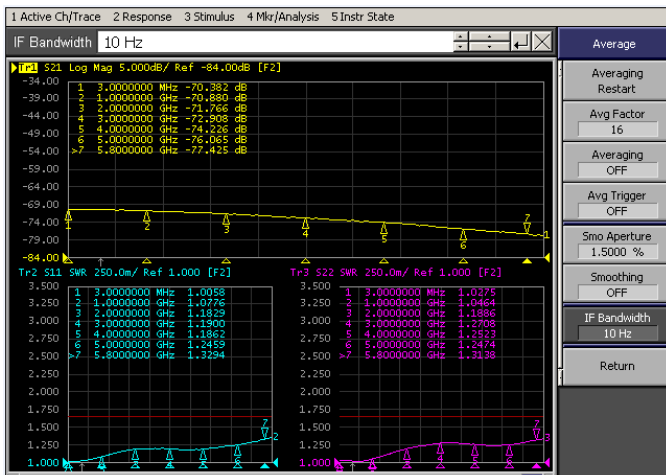 1 Active Ch/Trace 2 Response 3 Stimulus 4 Mkr/Analysis 5 Instr State
IF Bandwidth 10 Hz
Tr1 S21 Log Mag 5.000dB/ Ref -84.00dB [F2]
-34.00
-39.00
-44.00
-49.00
-54.00
-59.00
-64.00
-69.00
-74.00
-79.00
-84.00
1 3.0000000 MHz -70.382 dB
2 1.0000000 GHz -70.880 dB
3 2.0000000 GHz -71.766 dB
4 3.0000000 GHz -72.908 dB
5 4.0000000 GHz -74.226 dB
6 5.0000000 GHz -76.065 dB
>7 5.8000000 GHz -77.425 dB
1
2
3
4
5
6
7
1
Tr2 S11 SWR 250.0m/ Ref 1.000 [F2]
3.500
3.250
3.000
2.750
2.500
2.250
2.000
1.750
1.500
1.250
1.000
1 3.0000000 MHz 1.0058
2 1.0000000 GHz 1.0776
3 2.0000000 GHz 1.1829
4 3.0000000 GHz 1.1900
5 4.0000000 GHz 1.1862
6 5.0000000 GHz 1.2459
>7 5.8000000 GHz 1.3294
7
2
Tr3 S22 SWR 250.0m/ Ref 1.000 [F2]
3.500
3.250
3.000
2.750
2.500
2.250
2.000
1.750
1.500
1.250
1.000
1 3.0000000 MHz 1.0275
2 1.0000000 GHz 1.0464
3 2.0000000 GHz 1.1886
4 3.0000000 GHz 1.2708
5 4.0000000 GHz 1.2523
6 5.0000000 GHz 1.2474
>7 5.8000000 GHz 1.3138
7
3
Average
Averaging
Restart
Avg Factor
16
Averaging
OFF
Avg Trigger
OFF
Smo Aperture
1.5000 %
Smoothing
OFF
IF Bandwidth
10 Hz
Return